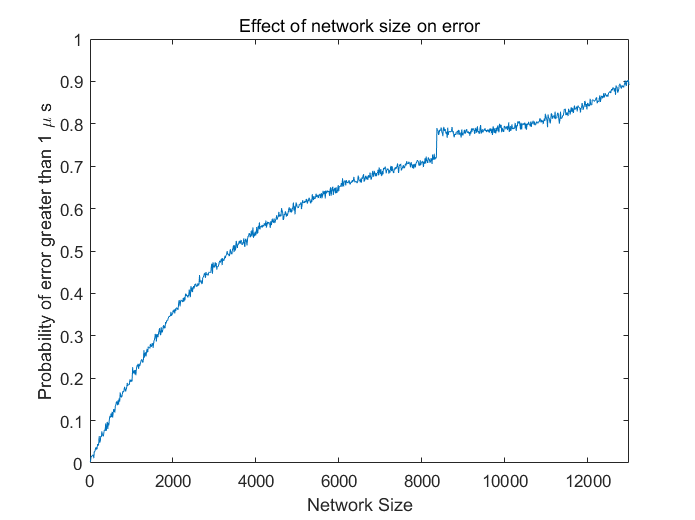 Effect of network size on error
1
0.9
0.8
0.7
0.6
0.5
0.4
0.3
0.2
0.1
0
Probability of error greater than 1 μ s
0 2000 4000 6000 8000 10000 12000
Network Size